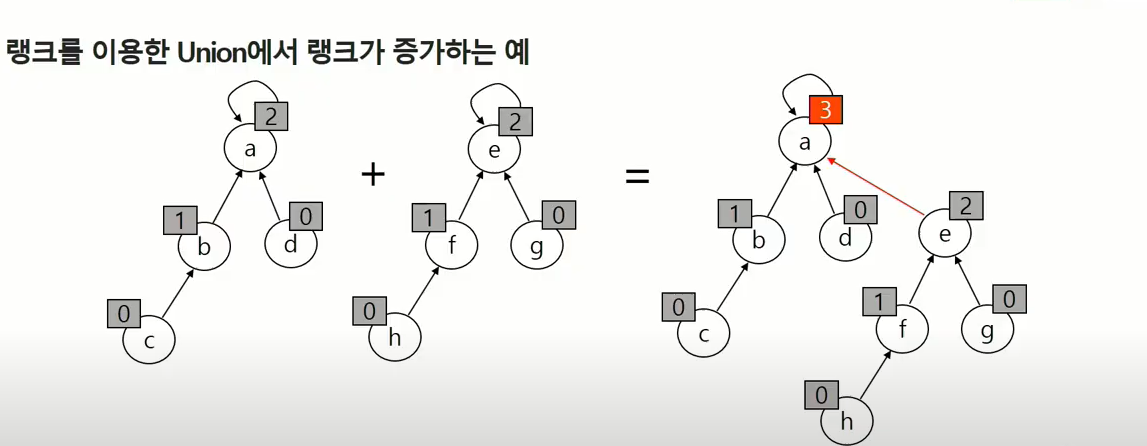 랭크를 이용한 Union에서 랭크가 증가하는 예
2 2 3
a + e = a
1 0 1 0 1 0 2
b d f g b d e
0 0 0 1 0
c h c f g
0
h